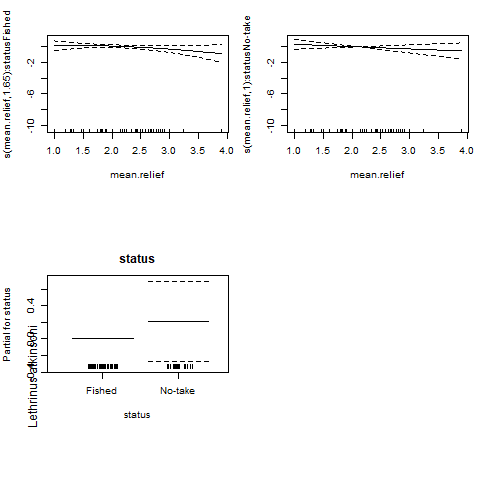 s(mean.relief,1.65):statusFished
-10
-6
-2
1.0 1.5 2.0 2.5 3.0 3.5 4.0
mean.relief
s(mean.relief,1):statusNo-take
-10
-6
-2
1.0 1.5 2.0 2.5 3.0 3.5 4.0
mean.relief
status
Partial for status
Lethrinus atkinsoni
0.4
Fished No-take
status